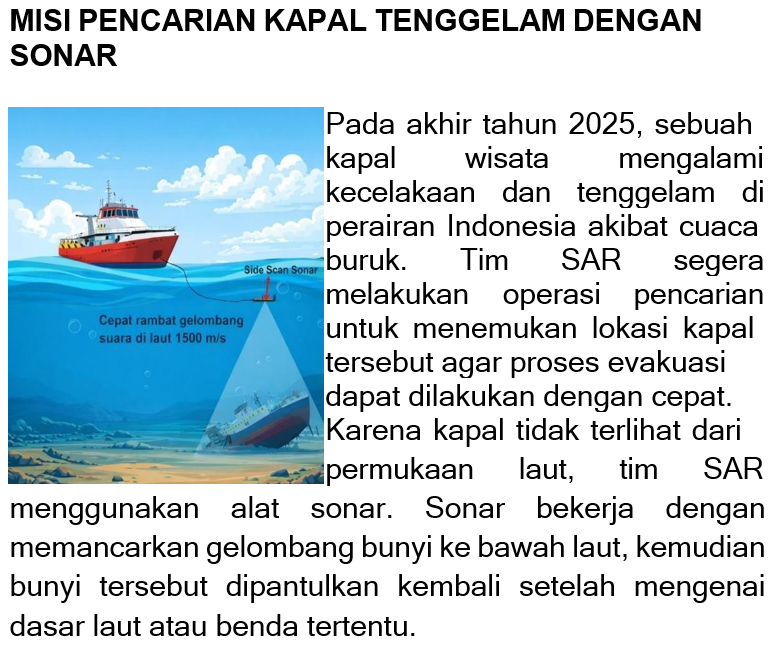 MISI PENCARIAN KAPAL TENGGELAM DENGAN
SONAR
Side Scan Sonar
Cepat rambat gelombang
suara di laut 1500 m/s
Pada akhir tahun 2025, sebuah
kapal wisata mengalami
kecelakaan dan tenggelam di
perairan Indonesia akibat cuaca
buruk. Tim SAR segera
melakukan operasi pencarian
untuk menemukan lokasi kapal
tersebut agar proses evakuasi
dapat dilakukan dengan cepat.
Karena kapal tidak terlihat dari
permukaan laut, tim SAR
menggunakan alat sonar. Sonar bekerja dengan
memancarkan gelombang bunyi ke bawah laut, kemudian
bunyi tersebut dipantulkan kembali setelah mengenai
dasar laut atau benda tertentu.